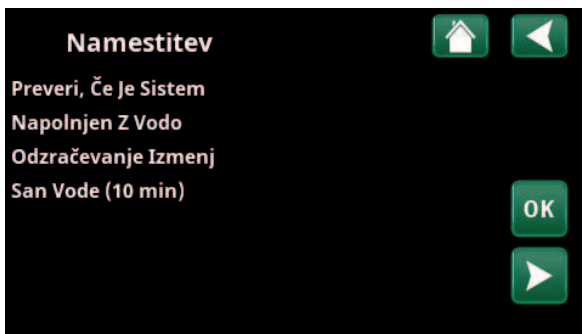 Namestitev
Preveri, Če Je Sistem
Napolnjen Z Vodo
Odzračevanje Izmenj
San Vode (10 min)
OK